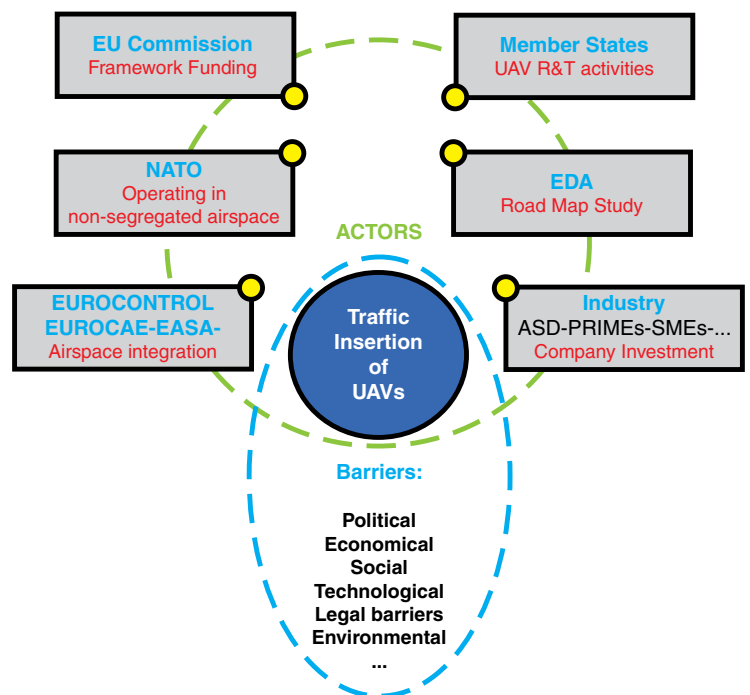 EU Commission
Framework Funding
Member States
UAV R&T activities
NATO
Operating in
non-segregated airspace
EDA
Road Map Study
ACTORS
EUROCONTROL
EUROCAE-EASA-
Airspace integration
Traffic
Insertion
of
UAVs
Industry
ASD-PRIMEs-SMEs-...
Company Investment
Barriers:
Political
Economical
Social
Technological
Legal barriers
Environmental
...